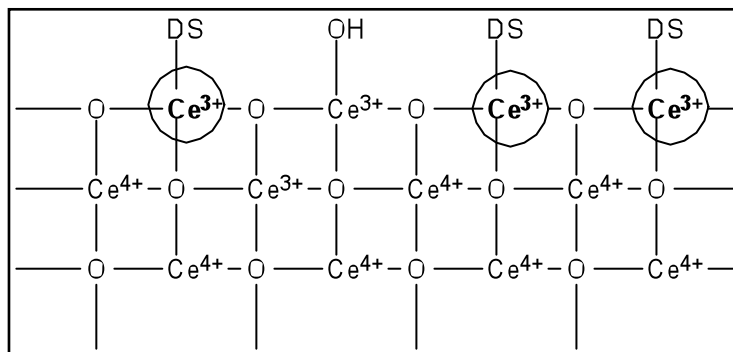 DS OH DS DS
O Ce³⁺ O Ce³⁺ O Ce³⁺ O Ce³⁺
Ce⁴⁺ O Ce³⁺ O Ce⁴⁺ O Ce⁴⁺ O
O Ce⁴⁺ O Ce⁴⁺ O Ce⁴⁺ O Ce⁴⁺